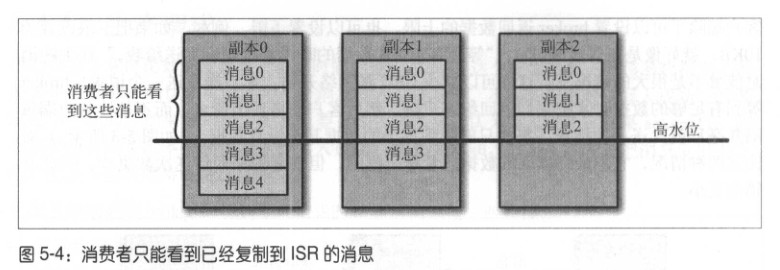 副本0
副本1
副本2
消息0
消息0
消息0
消费者只能看
到这些消息
消息1
消息1
消息1
消息2
消息2
消息2
高水位
消息3
消息3
消息4
图 5-4：消费者只能看到已经复制到 ISR 的消息